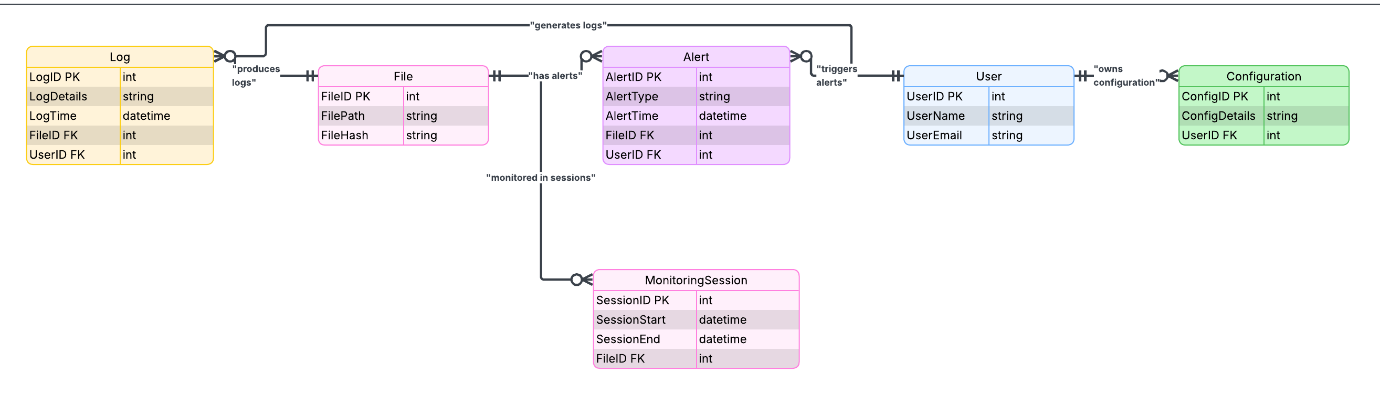 "generates logs"
Log
LogID PK int
LogDetails string
LogTime datetime
FileID FK int
UserID FK int
"produces
logs"
File
FileID PK int
FilePath string
FileHash string
"has alerts"
Alert
AlertID PK int
AlertType string
AlertTime datetime
FileID FK int
UserID FK int
"triggers
alerts"
User
UserID PK int
UserName string
UserEmail string
"owns
configuration"
Configuration
ConfigID PK int
ConfigDetails string
UserID FK int
"monitored in sessions"
MonitoringSession
SessionID PK int
SessionStart datetime
SessionEnd datetime
FileID FK int